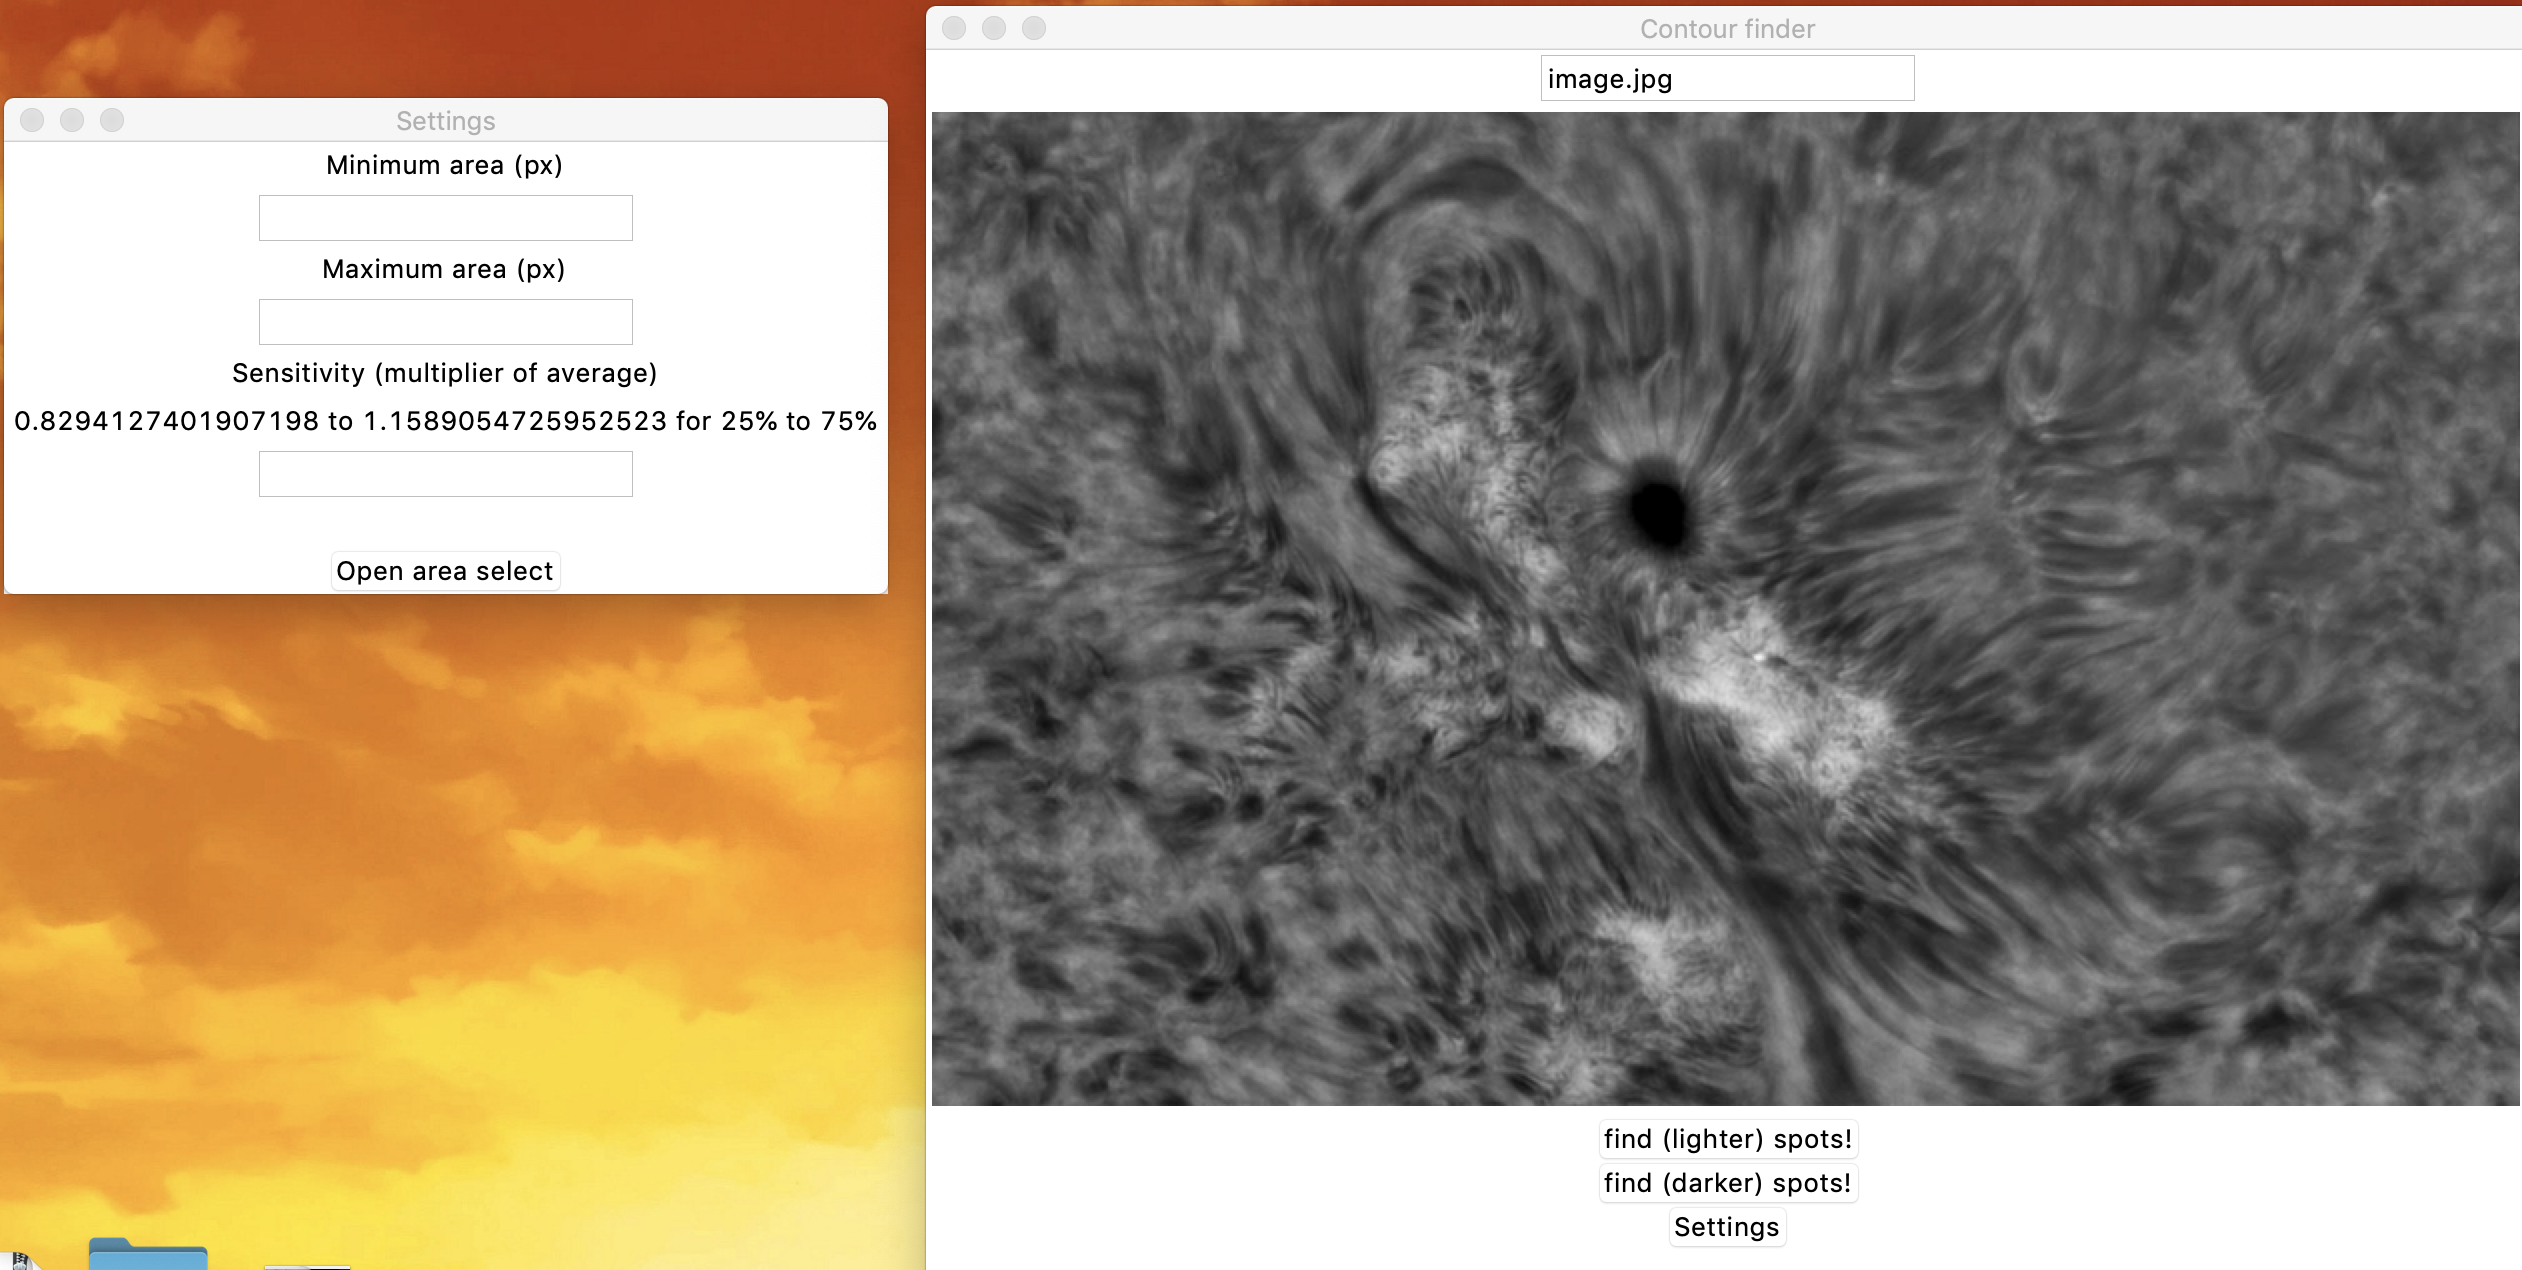 Settings
Minimum area (px)
Maximum area (px)
Sensitivity (multiplier of average)
0.8294127401907198 to 1.1589054725952523 for 25% to 75%
Open area select
Contour finder
image.jpg
find (lighter) spots!
find (darker) spots!
Settings